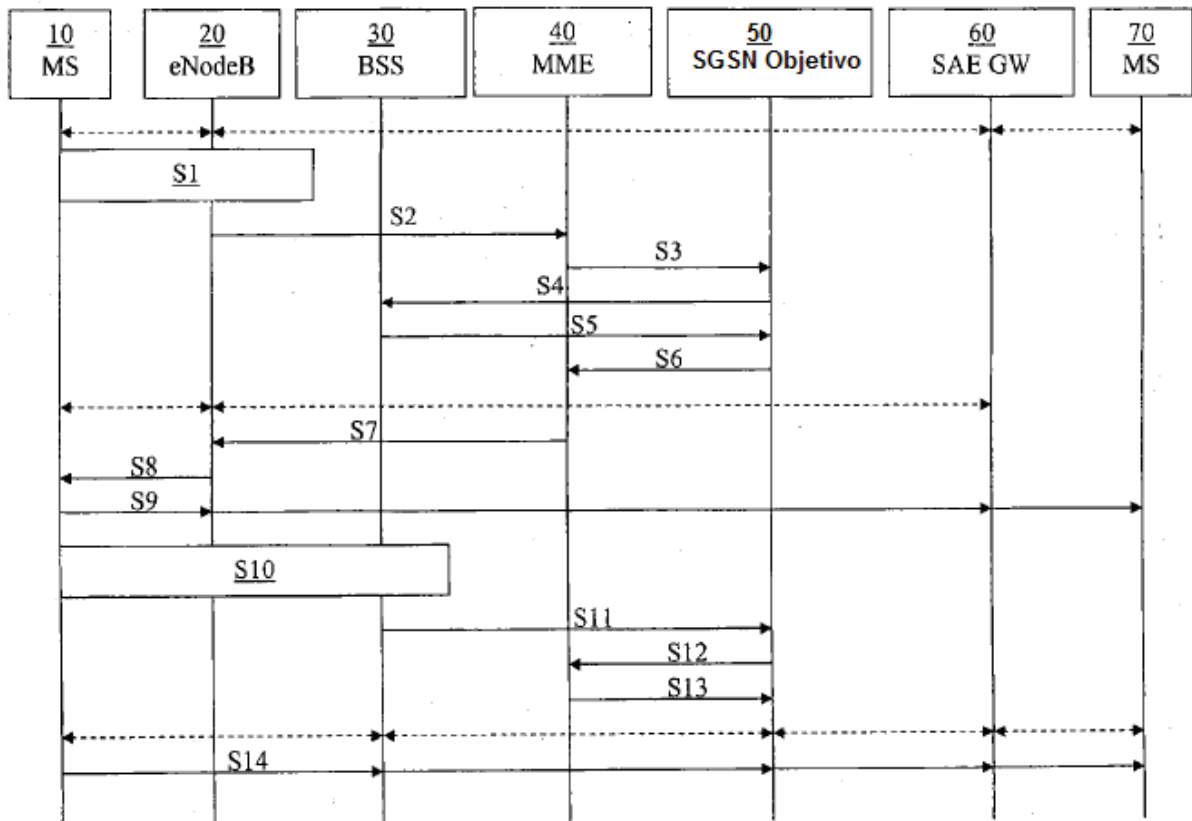 10
MS
20
eNodeB
30
BSS
40
MME
50
SGSN Objetivo
60
SAE GW
70
MS
S1
S2
S3
S4
S5
S6
S7
S8
S9
S10
S11
S12
S13
S14